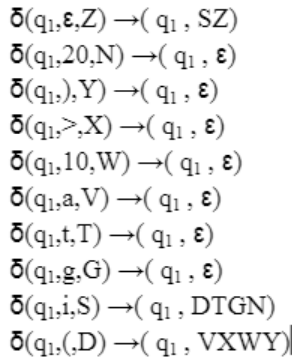 δ(q₁,ε,Z) →( q₁ , SZ)
δ(q₁,20,N) →( q₁ , ε)
δ(q₁,),Y) →( q₁ , ε)
δ(q₁,>,X) →( q₁ , ε)
δ(q₁,10,W) →( q₁ , ε)
δ(q₁,a,V) →( q₁ , ε)
δ(q₁,t,T) →( q₁ , ε)
δ(q₁,g,G) →( q₁ , ε)
δ(q₁,i,S) →( q₁ , DTGN)
δ(q₁,(,D) →( q₁ , VXWY)